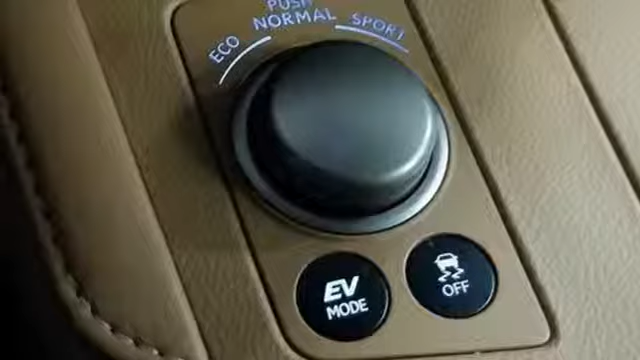 PUSH
NORMAL
ECO
SPORT
EV
MODE
OFF